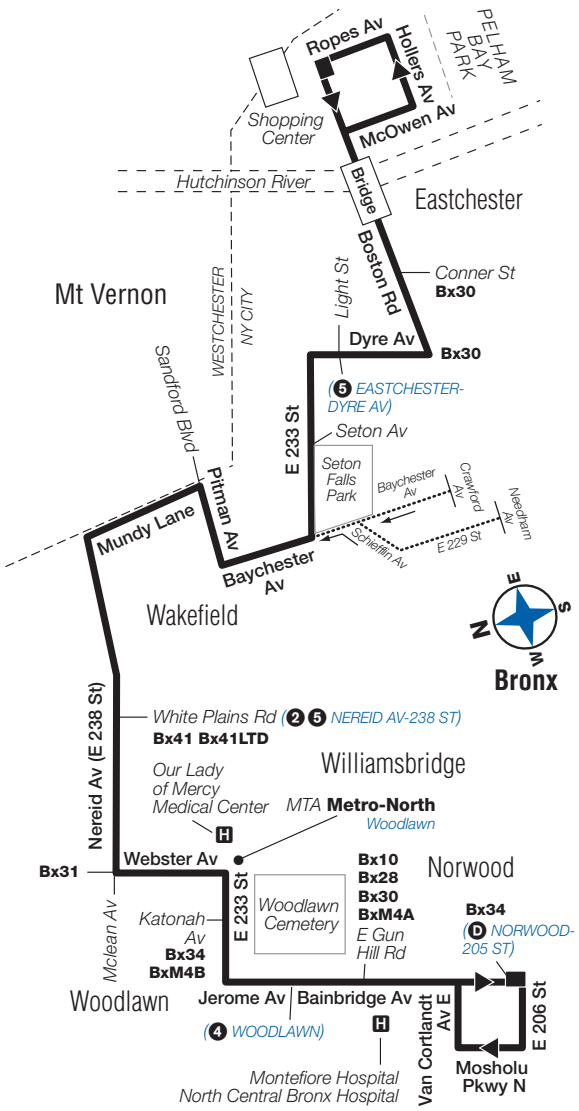 Ropes Av
Hollers Av
PELHAM
BAY
PARK
Shopping
Center
McOwen Av
Hutchinson River
Bridge
Eastchester
Boston Rd
Conner St
Bx30
Mt Vernon
WESTCHESTER
NY CITY
Light St
Dyre Av
Bx30
(5 EASTCHESTER-
DYRE AV)
Sandford Blvd
E 233 St
Seton Av
Seton
Falls
Park
Baychester
Av
Crawford
Av
Needham
Av
Schiefflin Av
E 229 St
Pitman Av
Mundy Lane
Baychester
Av
Wakefield
N
E
S
W
Bronx
Nereid Av (E 238 St)
White Plains Rd (2 5 NEREID AV-238 ST)
Bx41 Bx41LTD
Our Lady
of Mercy
Medical Center
H
Williamsbridge
MTA Metro-North
Woodlawn
Bx31
Webster Av
Mclean Av
E 233 St
Woodlawn
Cemetery
Bx10
Bx28
Bx30
BxM4A
E Gun
Hill Rd
Norwood
Bx34
(D NORWOOD-
205 ST)
Katonah
Av
Bx34
BxM4B
Woodlawn
Jerome Av
Bainbridge Av
(4 WOODLAWN)
H
Montefiore Hospital
North Central Bronx Hospital
Van Cortlandt
Av E
E 206 St
Mosholu
Pkwy N